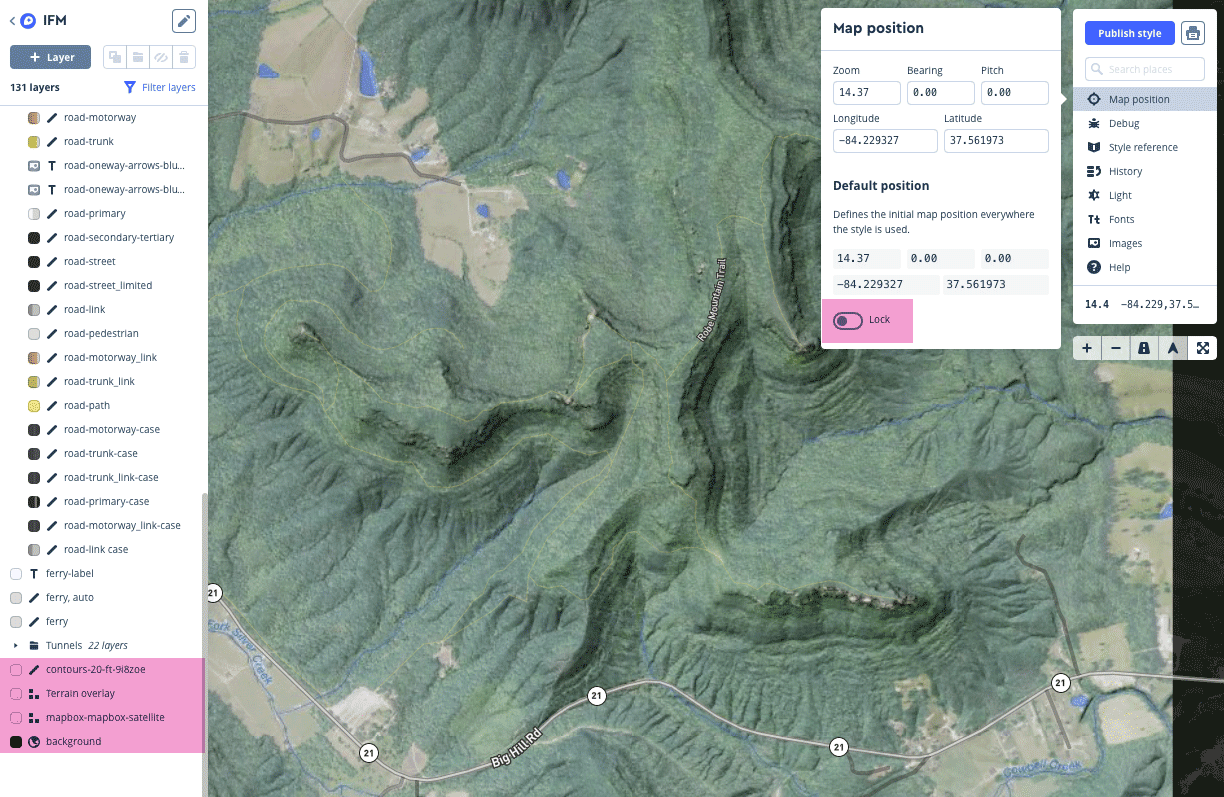 IFM
Layer
131 layers
Filter layers
road-motorway
road-trunk
road-oneway-arrows-blu...
road-oneway-arrows-blu...
road-primary
road-secondary-tertiary
road-street
road-street_limited
road-link
road-pedestrian
road-motorway_link
road-trunk_link
road-path
road-motorway-case
road-trunk-case
road-trunk_link-case
road-primary-case
road-motorway_link-case
road-link case
ferry-label
ferry, auto
ferry
Tunnels 22 layers
contours-20-ft-9i8zoe
Terrain overlay
mapbox-mapbox-satellite
background
Robe Mountain Trail
21
Fork Silver Creek
21
Big Hill Rd
21
21
21
Cowbell Creek
Map position
Zoom Bearing Pitch
14.37 0.00 0.00
Longitude Latitude
−84.229327 37.561973
Default position
Defines the initial map position everywhere
the style is used.
14.37 0.00 0.00
−84.229327 37.561973
Lock
Publish style
Search places
Map position
Debug
Style reference
History
Light
Fonts
Images
Help
14.4 −84.229,37.5…